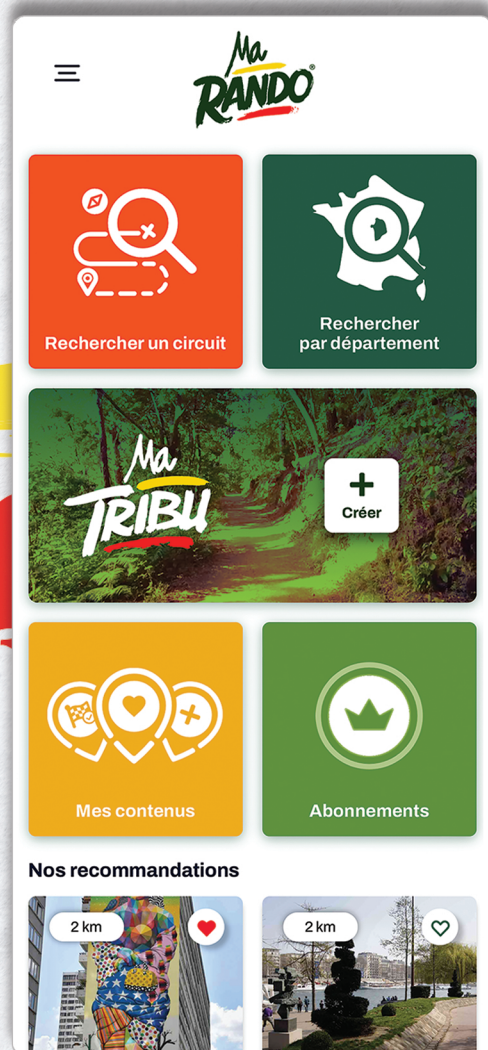 Ma
RANDO®
Rechercher un circuit
Rechercher
par département
Ma
TRIBU
Créer
Mes contenus
Abonnements
Nos recommandations
2 km
2 km